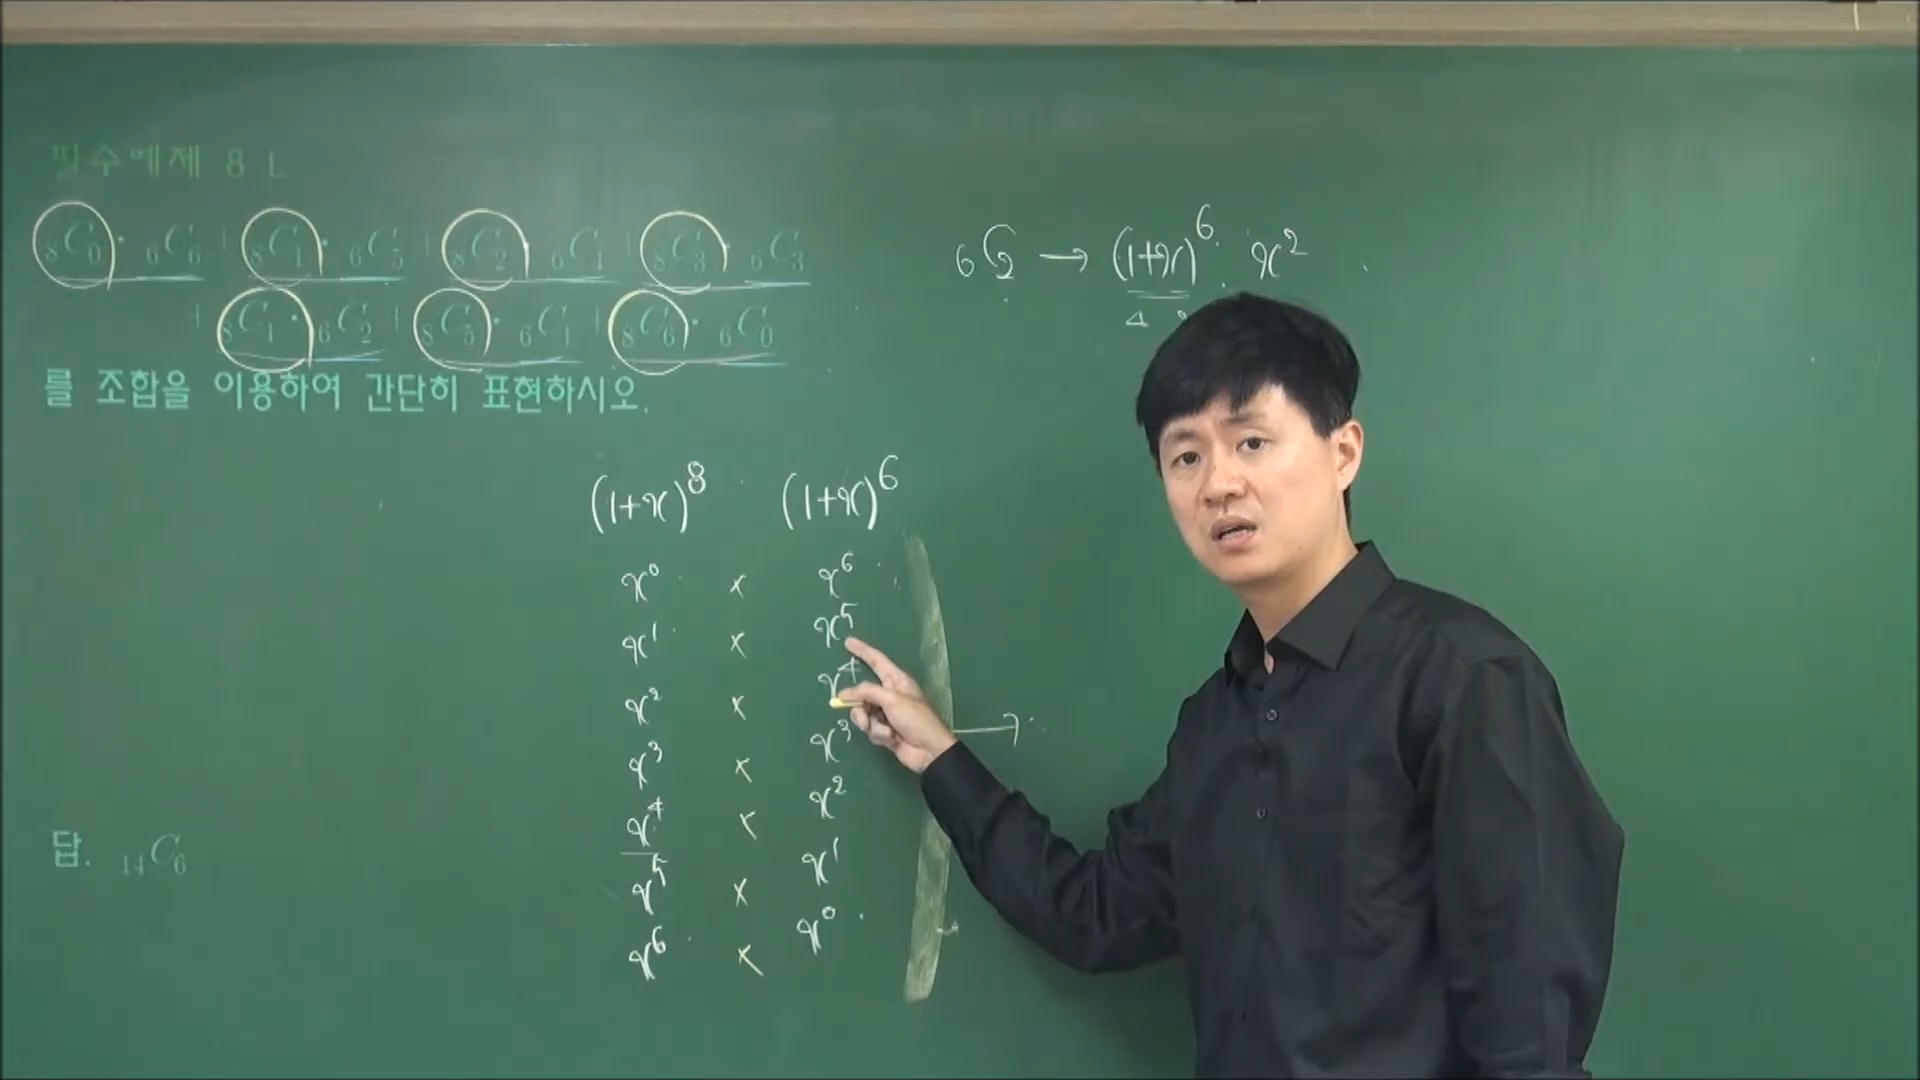 필수예제 8
₈C₀ · ₆C₆ + ₈C₁ · ₆C₅ + ₈C₂ · ₆C₄ + ₈C₃ · ₆C₃
+ ₈C₄ · ₆C₂ + ₈C₅ · ₆C₁ + ₈C₆ · ₆C₀
를 조합을 이용하여 간단히 표현하시오.
₆C₂ → (1+x)⁶ x²
(1+x)⁸ (1+x)⁶
x⁰ × x⁶
x¹ × x⁵
x² × x⁴
x³ × x³
x⁴ × x²
x⁵ × x¹
x⁶ × x⁰
답. ₁₄C₆